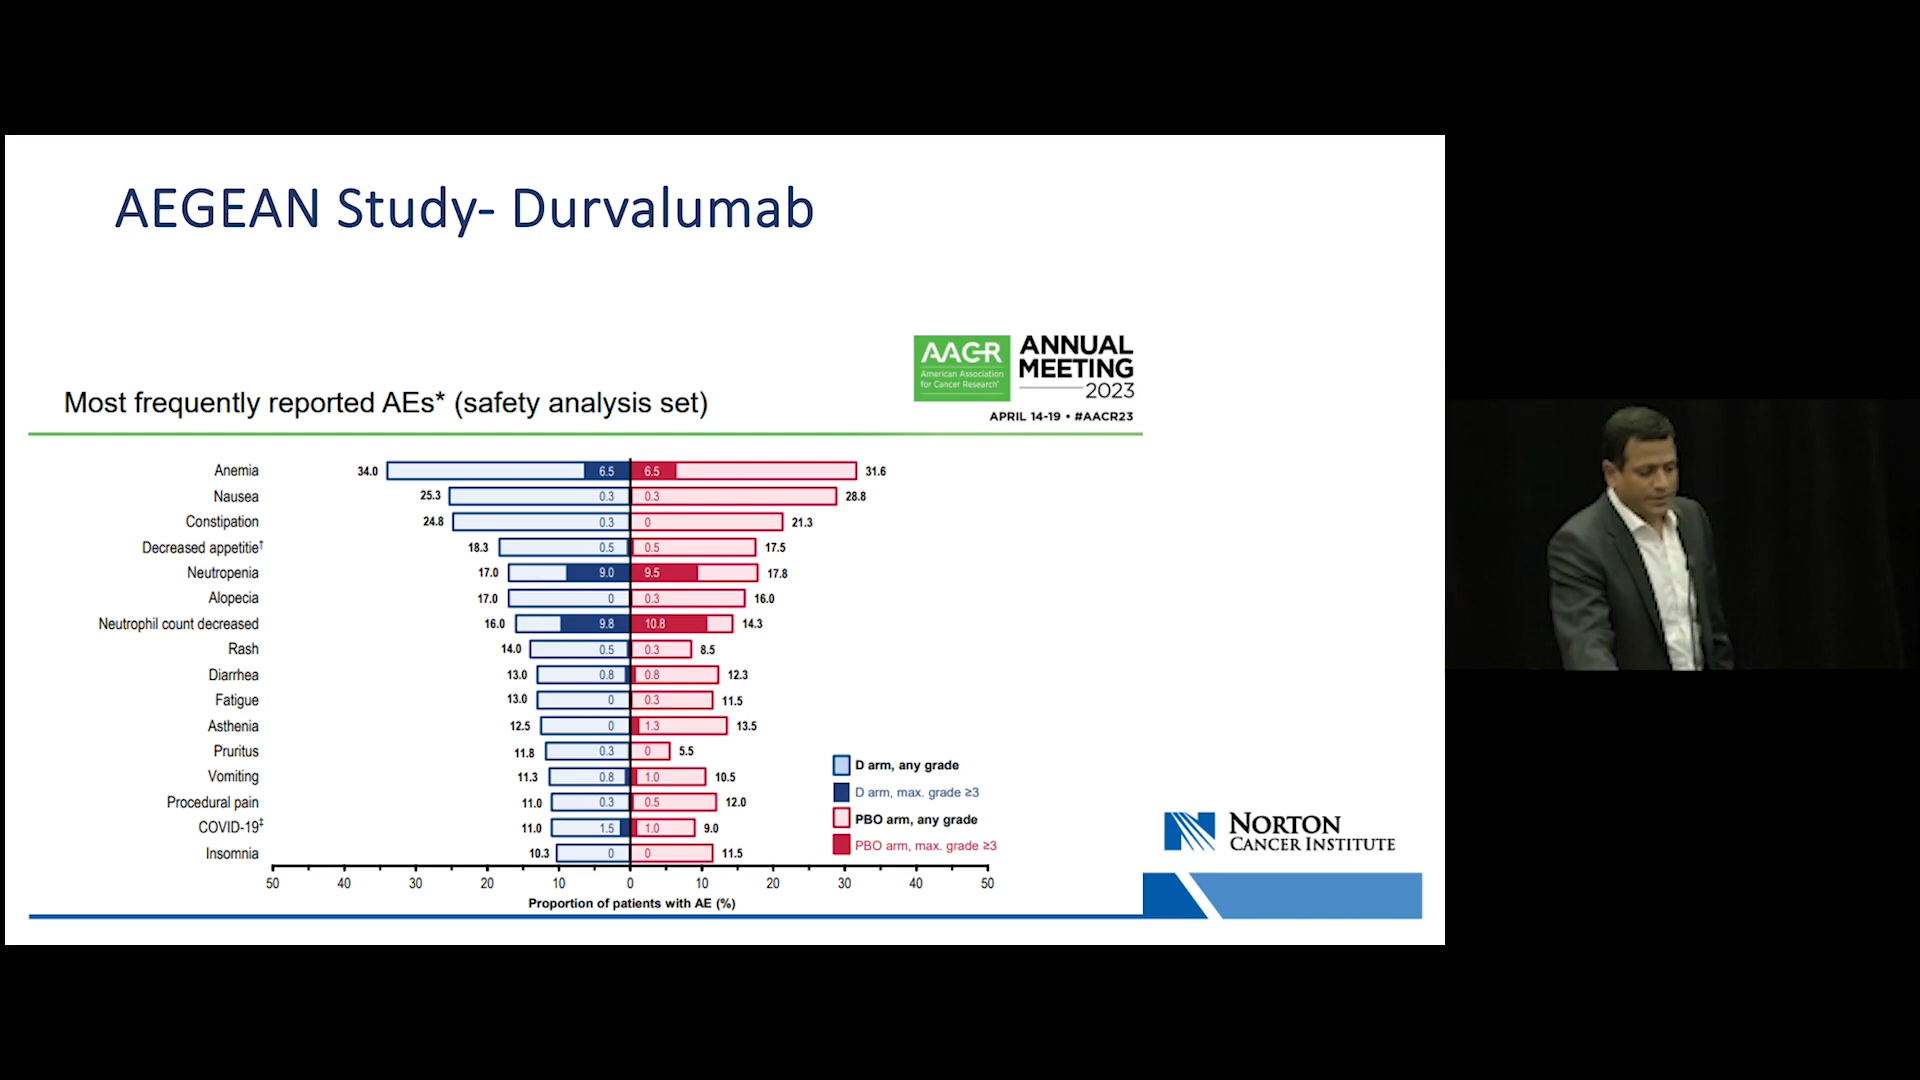 AEGEAN Study- Durvalumab
AACR
American Association
for Cancer Research®
ANNUAL
MEETING
2023
APRIL 14-19 • #AACR23
Most frequently reported AEs* (safety analysis set)
Anemia 34.0 6.5 6.5 31.6
Nausea 25.3 0.3 0.3 28.8
Constipation 24.8 0.3 0 21.3
Decreased appetitie† 18.3 0.5 0.5 17.5
Neutropenia 17.0 9.0 9.5 17.8
Alopecia 17.0 0 0.3 16.0
Neutrophil count decreased 16.0 9.8 10.8 14.3
Rash 14.0 0.5 0.3 8.5
Diarrhea 13.0 0.8 0.8 12.3
Fatigue 13.0 0 0.3 11.5
Asthenia 12.5 0 1.3 13.5
Pruritus 11.8 0.3 0 5.5
Vomiting 11.3 0.8 1.0 10.5
Procedural pain 11.0 0.3 0.5 12.0
COVID-19‡ 11.0 1.5 1.0 9.0
Insomnia 10.3 0 0 11.5
50 40 30 20 10 0 10 20 30 40 50
Proportion of patients with AE (%)
D arm, any grade
D arm, max. grade ≥3
PBO arm, any grade
PBO arm, max. grade ≥3
NORTON
CANCER INSTITUTE